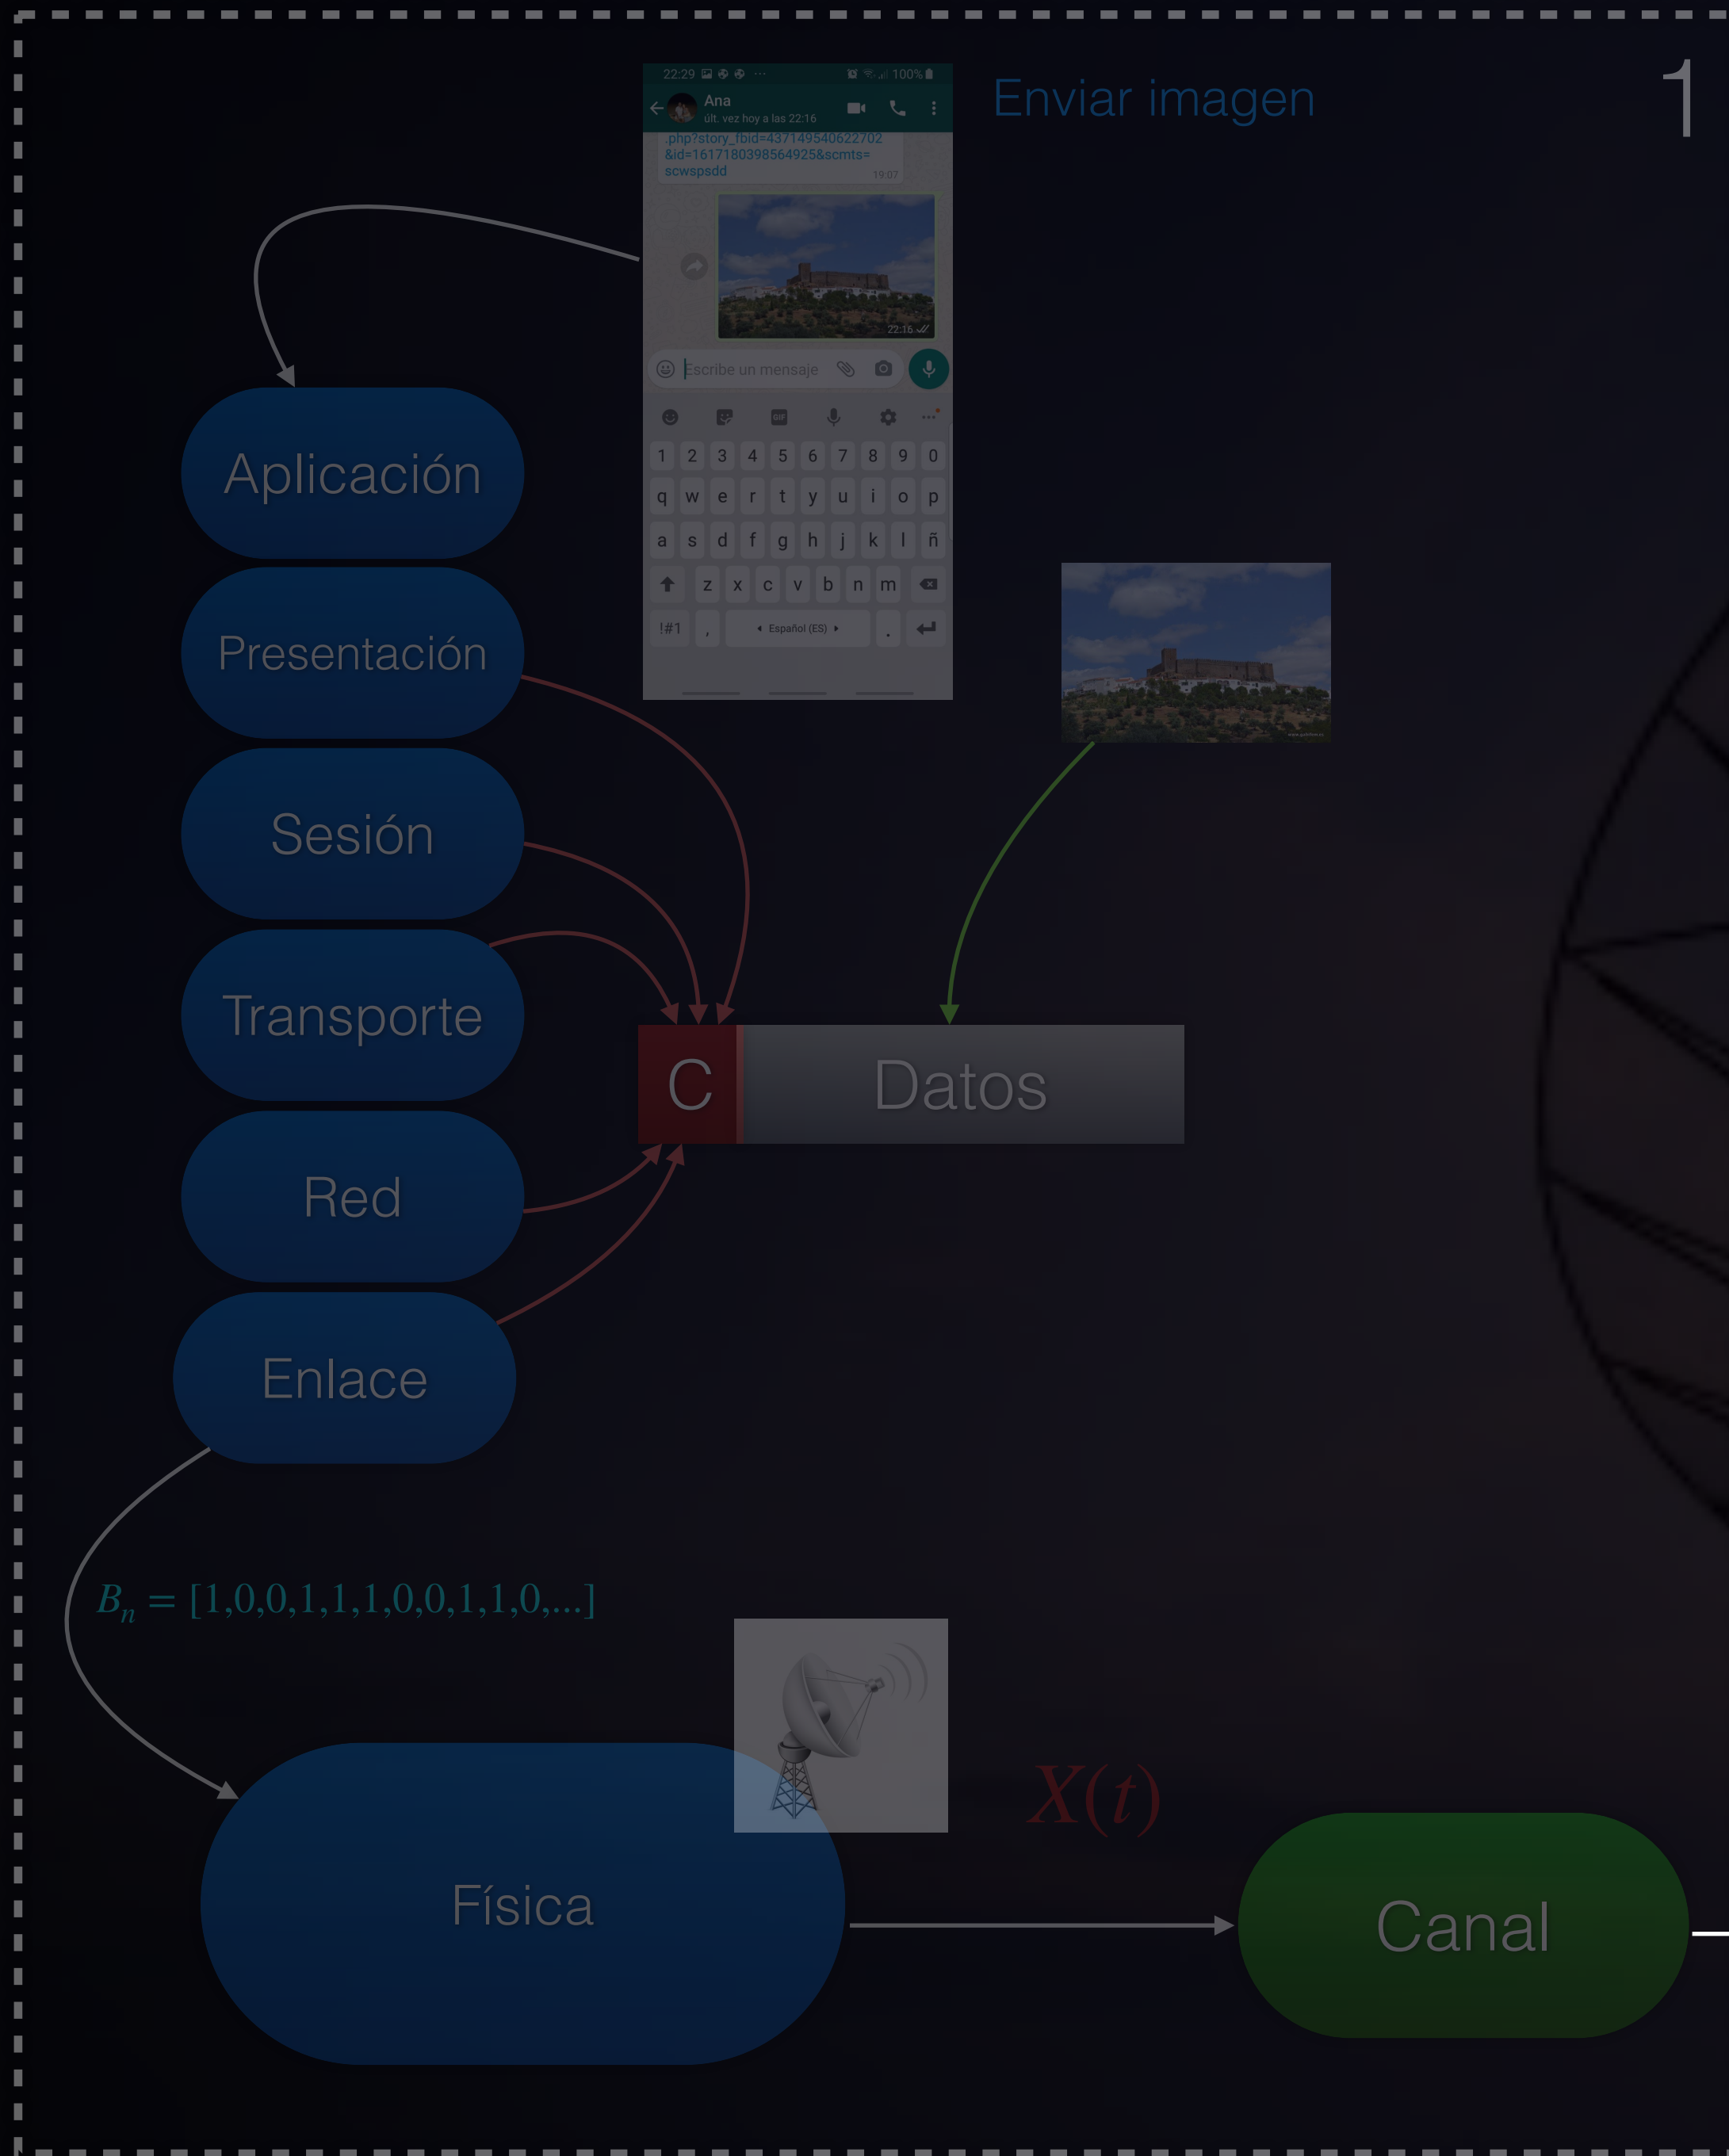 1
22:29 ··· 100%
Enviar imagen
Ana
últ. vez hoy a las 22:16
.php?story_fbid=437149540622702
&id=1617180398564925&scmts=
scwspsdd
19:07
22:16
Escribe un mensaje
GIF
1 2 3 4 5 6 7 8 9 0
q w e r t y u i o p
a s d f g h j k l ñ
z x c v b n m
!#1 , Español (ES) .
Aplicación
Presentación
Sesión
Transporte
C Datos
Red
Enlace
Bₙ = [1,0,0,1,1,1,0,0,1,1,0,...]
X(t)
Física
Canal